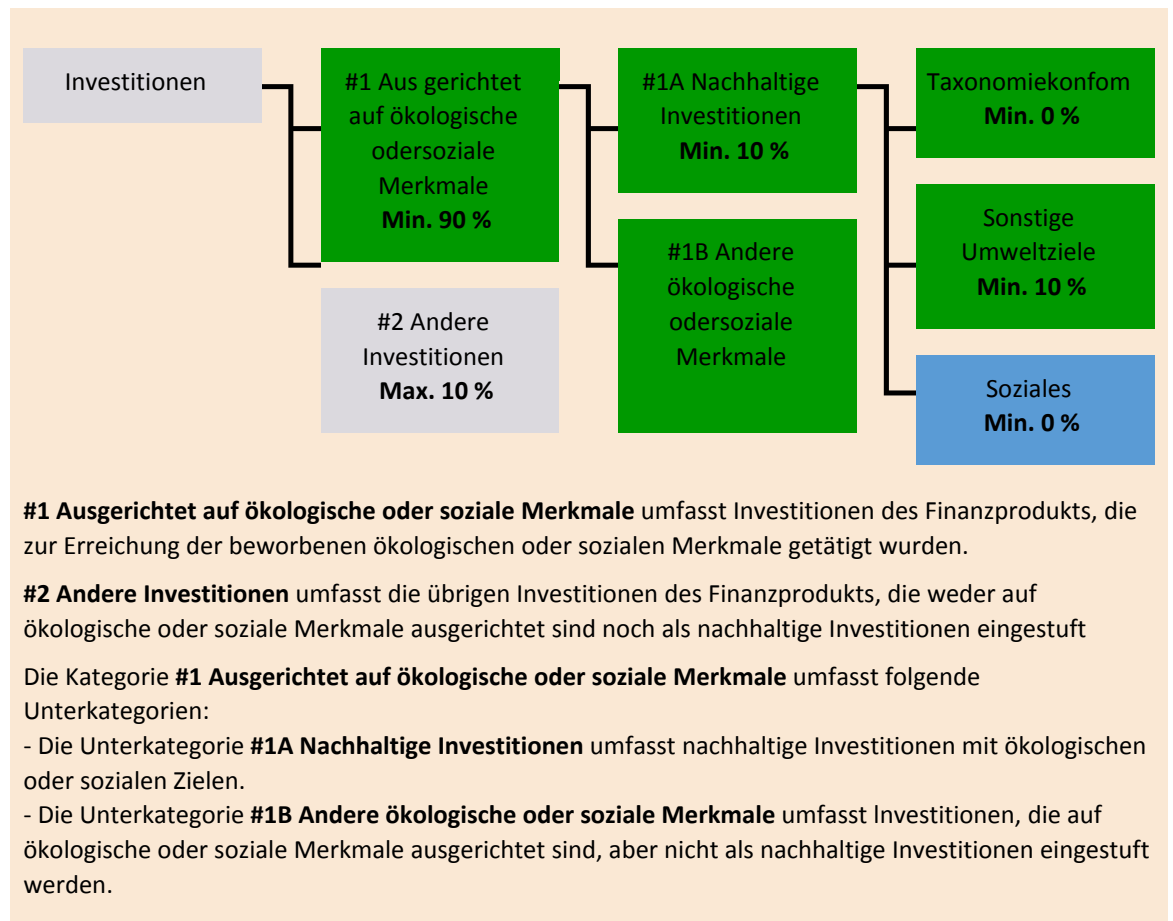 Investitionen
#1 Aus gerichtet
auf ökologische
odersoziale
Merkmale
Min. 90 %
#2 Andere
Investitionen
Max. 10 %
#1A Nachhaltige
Investitionen
Min. 10 %
#1B Andere
ökologische
odersoziale
Merkmale
Taxonomiekonfom
Min. 0 %
Sonstige
Umweltziele
Min. 10 %
Soziales
Min. 0 %
#1 Ausgerichtet auf ökologische oder soziale Merkmale umfasst Investitionen des Finanzprodukts, die
zur Erreichung der beworbenen ökologischen oder sozialen Merkmale getätigt wurden.
#2 Andere Investitionen umfasst die übrigen Investitionen des Finanzprodukts, die weder auf
ökologische oder soziale Merkmale ausgerichtet sind noch als nachhaltige Investitionen eingestuft
Die Kategorie #1 Ausgerichtet auf ökologische oder soziale Merkmale umfasst folgende
Unterkategorien:
- Die Unterkategorie #1A Nachhaltige Investitionen umfasst nachhaltige Investitionen mit ökologischen
oder sozialen Zielen.
- Die Unterkategorie #1B Andere ökologische oder soziale Merkmale umfasst lnvestitionen, die auf
ökologische oder soziale Merkmale ausgerichtet sind, aber nicht als nachhaltige Investitionen eingestuft
werden.